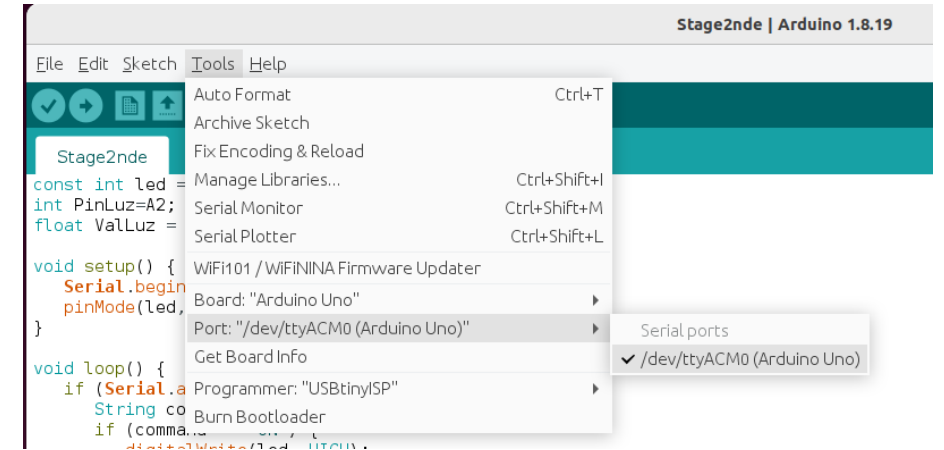 Stage2nde | Arduino 1.8.19
File Edit Sketch Tools Help
Auto Format Ctrl+T
Archive Sketch
Fix Encoding & Reload
Manage Libraries... Ctrl+Shift+I
Serial Monitor Ctrl+Shift+M
Serial Plotter Ctrl+Shift+L
WiFi101 / WiFiNINA Firmware Updater
Board: "Arduino Uno"
Port: "/dev/ttyACM0 (Arduino Uno)"
Get Board Info
Programmer: "USBtinyISP"
Burn Bootloader
Serial ports
/dev/ttyACM0 (Arduino Uno)
Stage2nde
const int led =
int PinLuz=A2;
float ValLuz =
void setup() {
Serial.begin
pinMode(led,
}
void loop() {
if (Serial.a
String co
if (comma
digitalWrite(led, HIGH);